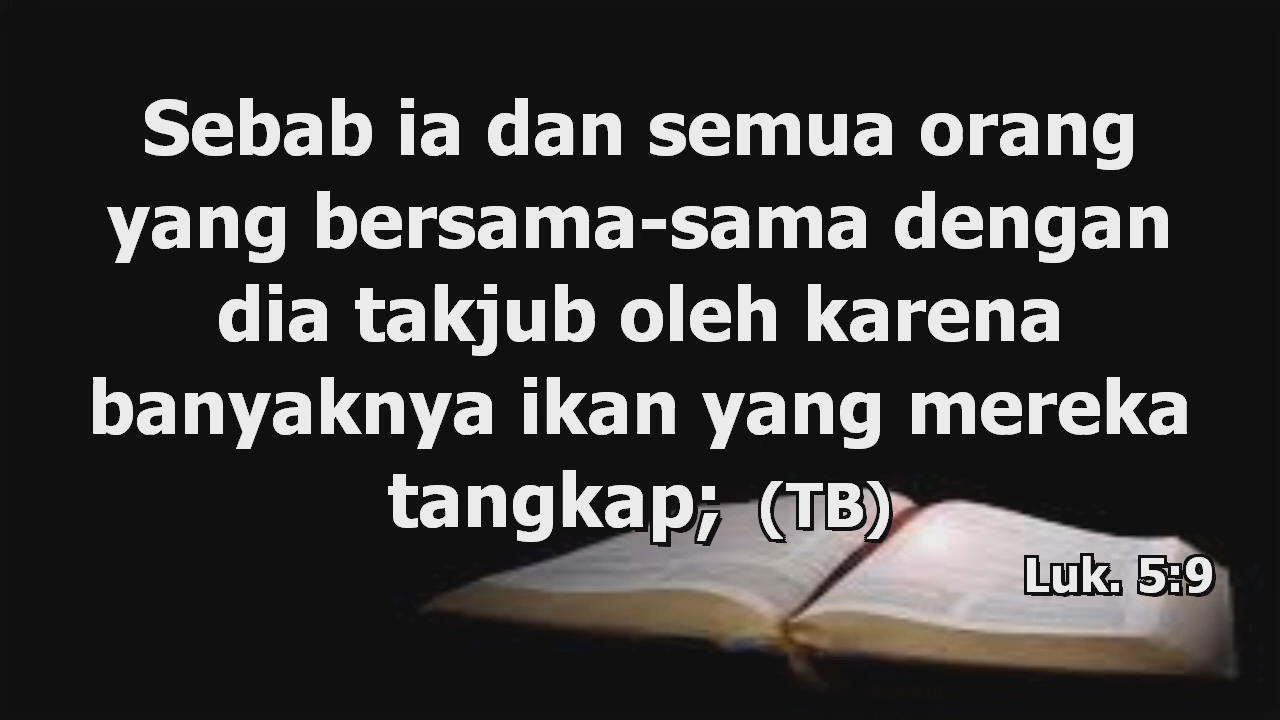 Sebab ia dan semua orang
yang bersama-sama dengan
dia takjub oleh karena
banyaknya ikan yang mereka
tangkap; (TB)
Luk. 5:9